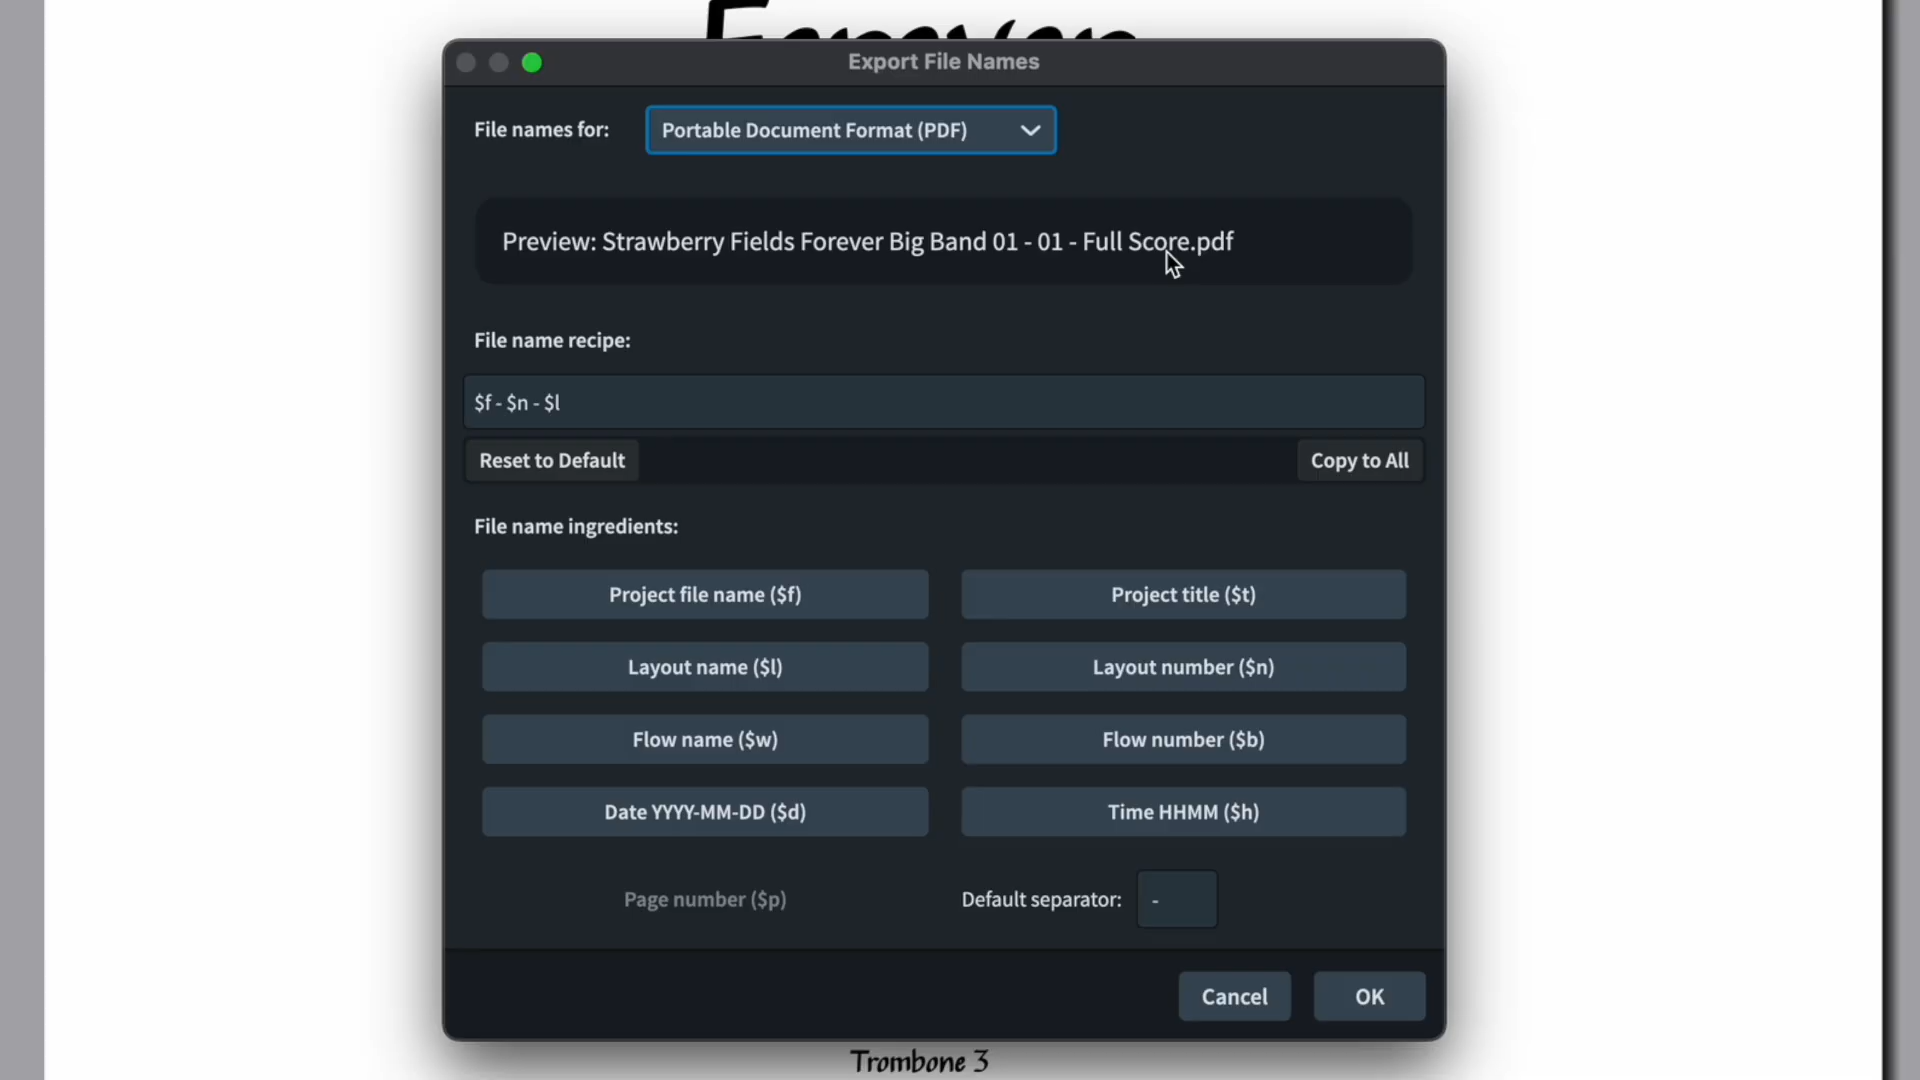 Forever
Export File Names
File names for:
Portable Document Format (PDF)
Preview: Strawberry Fields Forever Big Band 01 - 01 - Full Score.pdf
File name recipe:
$f - $n - $l
Reset to Default
Copy to All
File name ingredients:
Project file name ($f)
Project title ($t)
Layout name ($l)
Layout number ($n)
Flow name ($w)
Flow number ($b)
Date YYYY-MM-DD ($d)
Time HHMM ($h)
Page number ($p)
Default separator:
-
Cancel
OK
Trombone 3